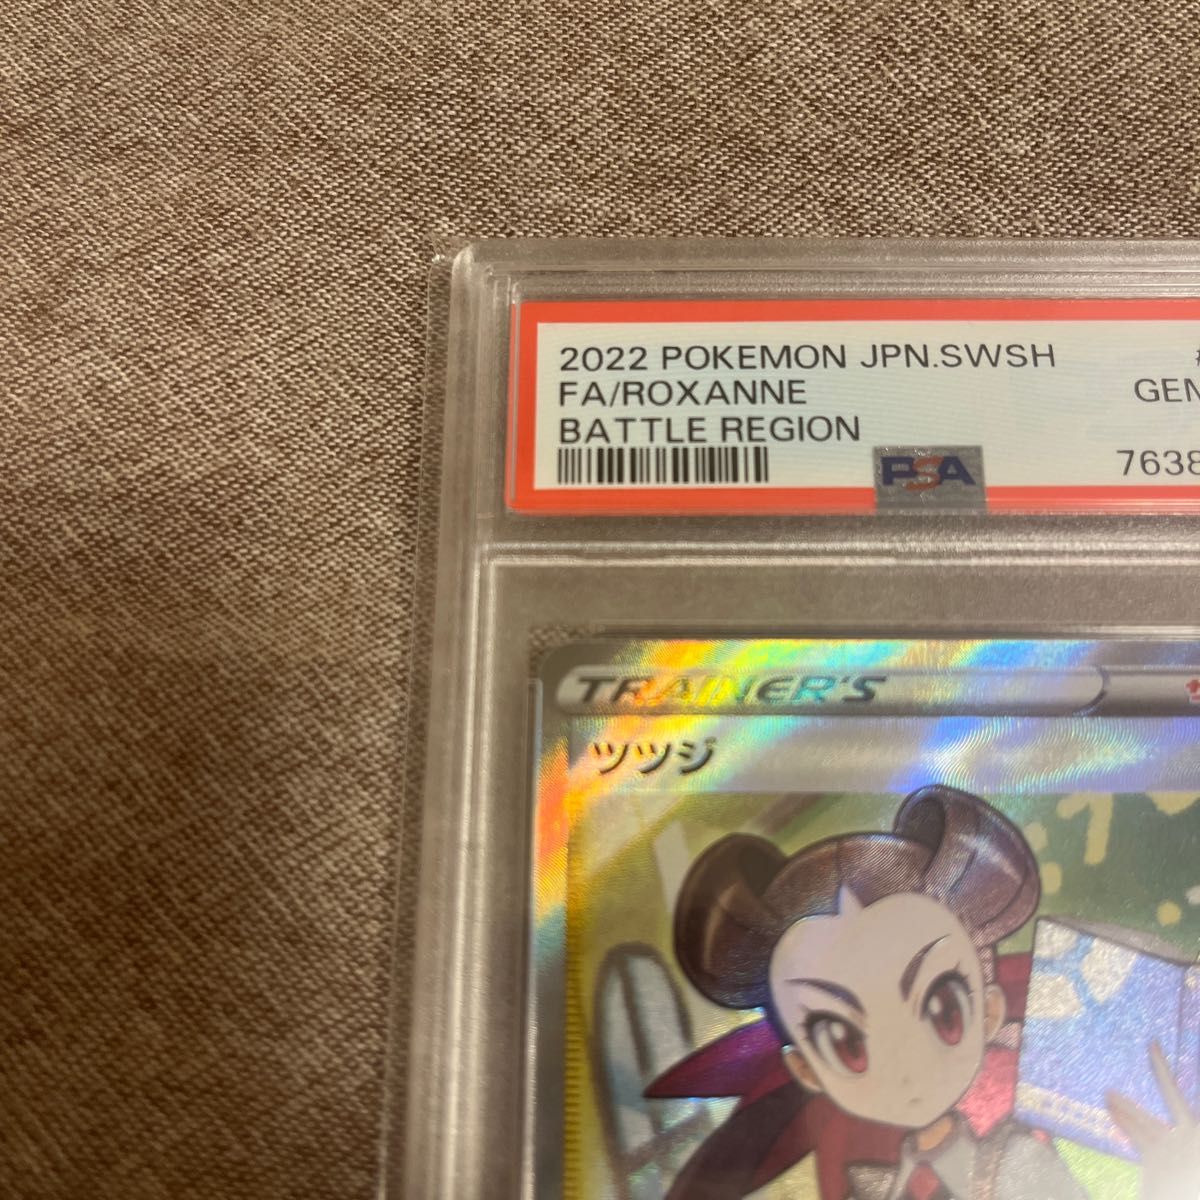 2022 POKEMON JPN.SWSH #
FA/ROXANNE GEM
BATTLE REGION
PSA 7638
TRAINER'S
ツツジ